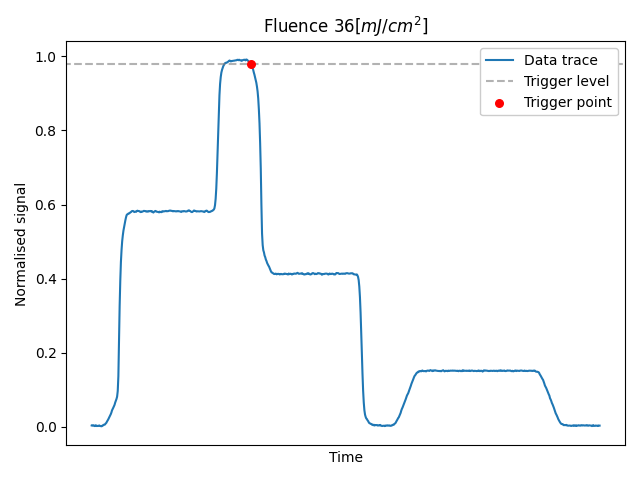 Fluence 36[mJ/cm²]
1.0
0.8
0.6
0.4
0.2
0.0
Normalised signal
Data trace
Trigger level
Trigger point
Time